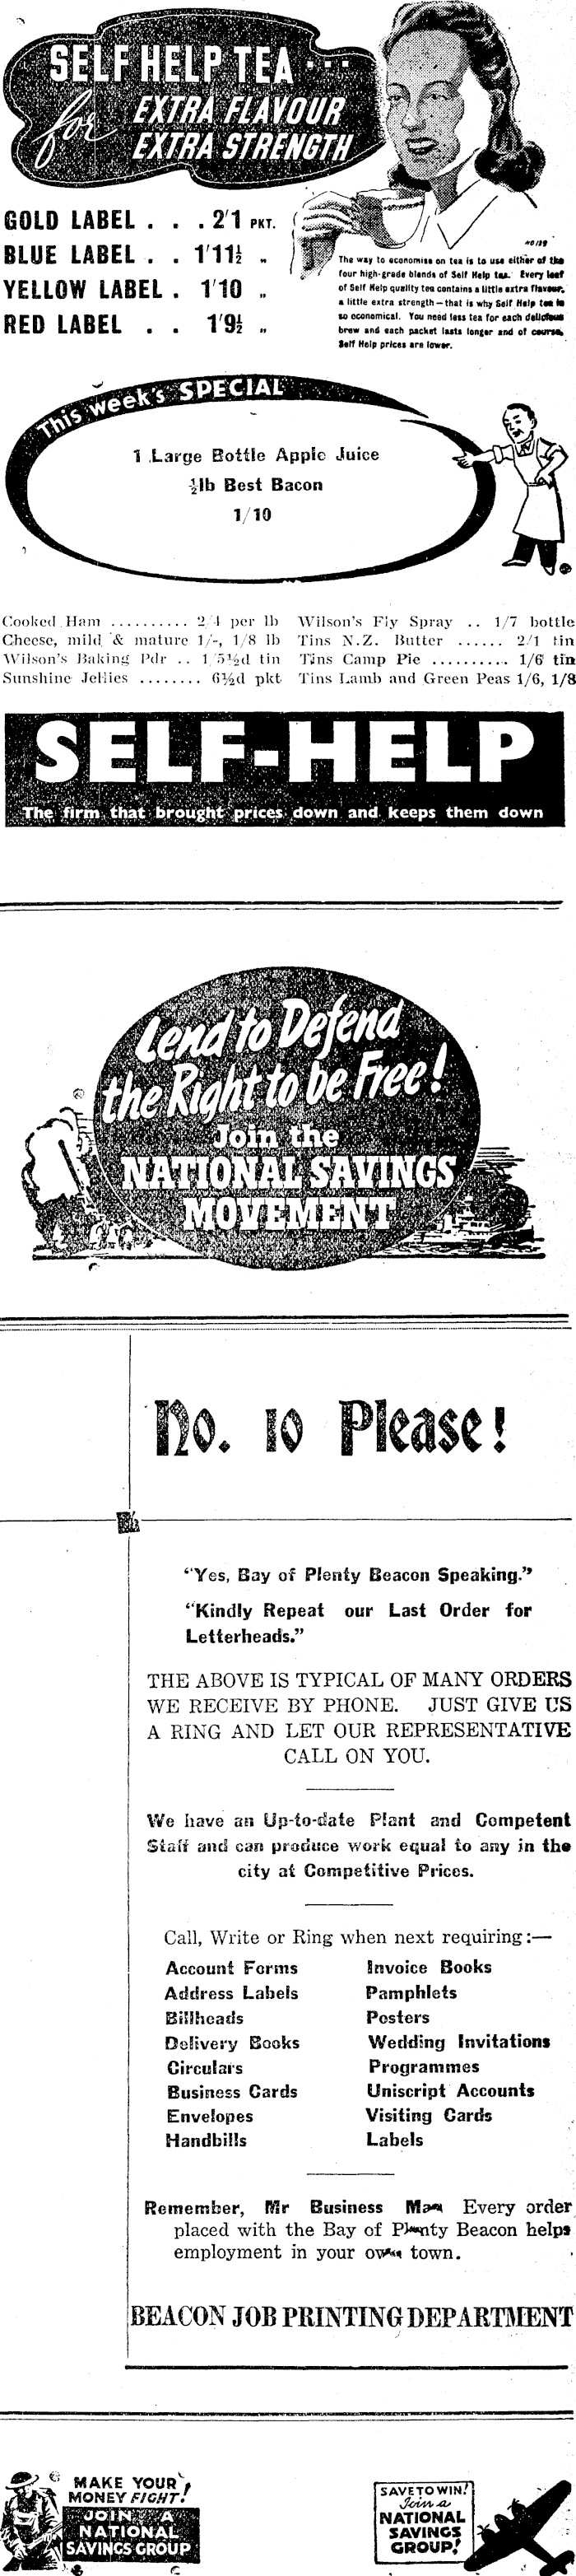 SELF HELP TEA ...
for EXTRA FLAVOUR
EXTRA STRENGTH
GOLD LABEL . . . 2'1 PKT.
BLUE LABEL . . 1'11½ „
YELLOW LABEL . 1'10 „
RED LABEL . . 1'9½ „
NO 129
The way to economise on tea is to use either of the
four high-grade blends of Self Help tea. Every leaf
of Self Help quality tea contains a little extra flavour,
a little extra strength—that is why Self Help tea is
so economical. You need less tea for each delicious
brew and each packet lasts longer and of course,
Self Help prices are lower.
This week's SPECIAL
1 Large Bottle Apple Juice
½lb Best Bacon
1/10
Cooked Ham .......... 2/4 per lb
Cheese, mild & mature 1/-, 1/8 lb
Wilson's Baking Pdr .. 1/5½d tin
Sunshine Jellies ........ 6½d pkt
Wilson's Fly Spray .. 1/7 bottle
Tins N.Z. Butter ...... 2/1 tin
Tins Camp Pie .......... 1/6 tin
Tins Lamb and Green Peas 1/6, 1/8
SELF-HELP
The firm that brought prices down and keeps them down
Lend to Defend
the Right to be Free!
Join the
NATIONAL SAVINGS
MOVEMENT
No. 10 Please!
“Yes, Bay of Plenty Beacon Speaking.”
“Kindly Repeat our Last Order for
Letterheads.”
THE ABOVE IS TYPICAL OF MANY ORDERS
WE RECEIVE BY PHONE. JUST GIVE US
A RING AND LET OUR REPRESENTATIVE
CALL ON YOU.
We have an Up-to-date Plant and Competent
Staff and can produce work equal to any in the
city at Competitive Prices.
Call, Write or Ring when next requiring:—
Account Forms
Address Labels
Billheads
Delivery Books
Circulars
Business Cards
Envelopes
Handbills
Invoice Books
Pamphlets
Posters
Wedding Invitations
Programmes
Uniscript Accounts
Visiting Cards
Labels
Remember, Mr Business Man Every order
placed with the Bay of Plenty Beacon helps
employment in your own town.
BEACON JOB PRINTING DEPARTMENT
MAKE YOUR
MONEY FIGHT!
JOIN A
NATIONAL
SAVINGS GROUP
SAVE TO WIN!
Join a
NATIONAL
SAVINGS
GROUP!